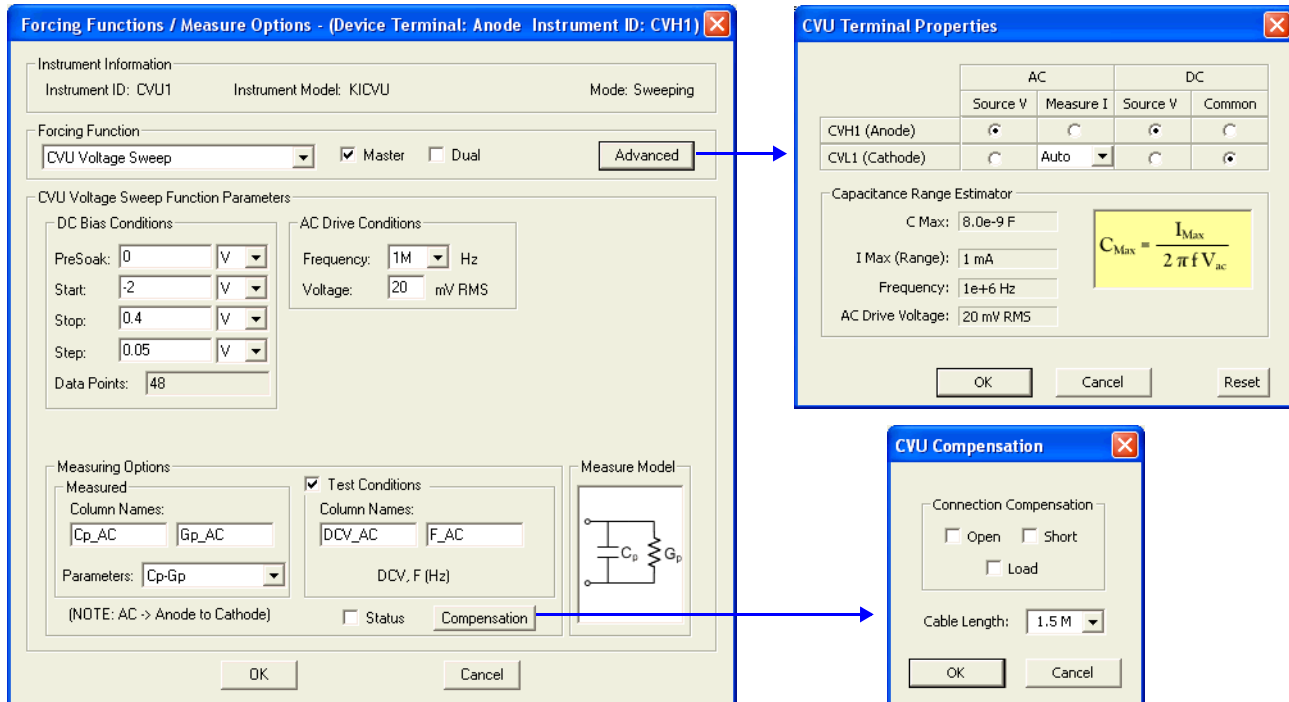 Forcing Functions / Measure Options - (Device Terminal: Anode Instrument ID: CVH1)
Instrument Information
Instrument ID: CVU1 Instrument Model: KICVU Mode: Sweeping
Forcing Function
CVU Voltage Sweep Master Dual Advanced
CVU Voltage Sweep Function Parameters
DC Bias Conditions
PreSoak: 0 V
Start: -2 V
Stop: 0.4 V
Step: 0.05 V
Data Points: 48
AC Drive Conditions
Frequency: 1M Hz
Voltage: 20 mV RMS
Measuring Options
Measured
Column Names:
Cp_AC Gp_AC
Parameters: Cp-Gp
(NOTE: AC -> Anode to Cathode)
Test Conditions
Column Names:
DCV_AC F_AC
DCV, F (Hz)
Status Compensation
Measure Model
Cp Gp
OK Cancel
CVU Terminal Properties
AC DC
Source V Measure I Source V Common
CVH1 (Anode)
CVL1 (Cathode) Auto
Capacitance Range Estimator
C Max: 8.0e-9 F
I Max (Range): 1 mA
Frequency: 1e+6 Hz
AC Drive Voltage: 20 mV RMS
CMax = IMax / 2 π f Vac
OK Cancel Reset
CVU Compensation
Connection Compensation
Open Short
Load
Cable Length: 1.5 M
OK Cancel